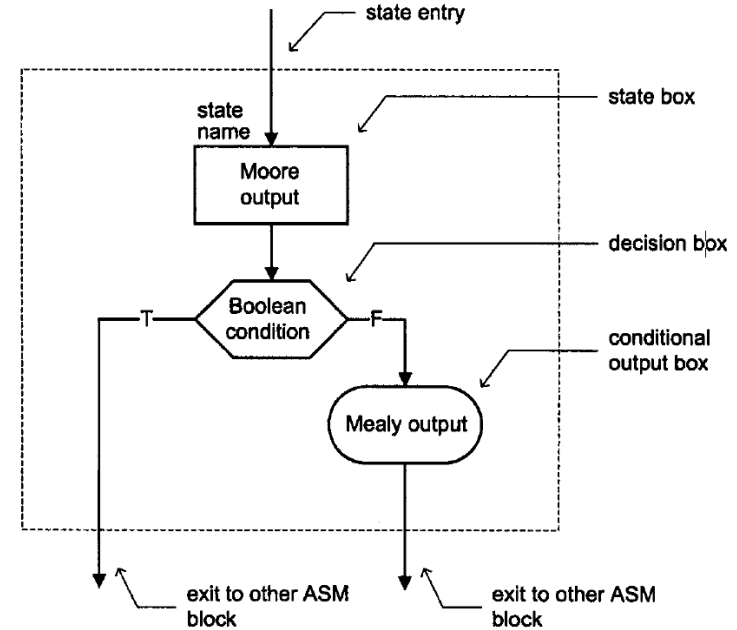 state entry
state box
state
name
Moore
output
decision box
Boolean
condition
T
F
conditional
output box
Mealy output
exit to other ASM
block
exit to other ASM
block